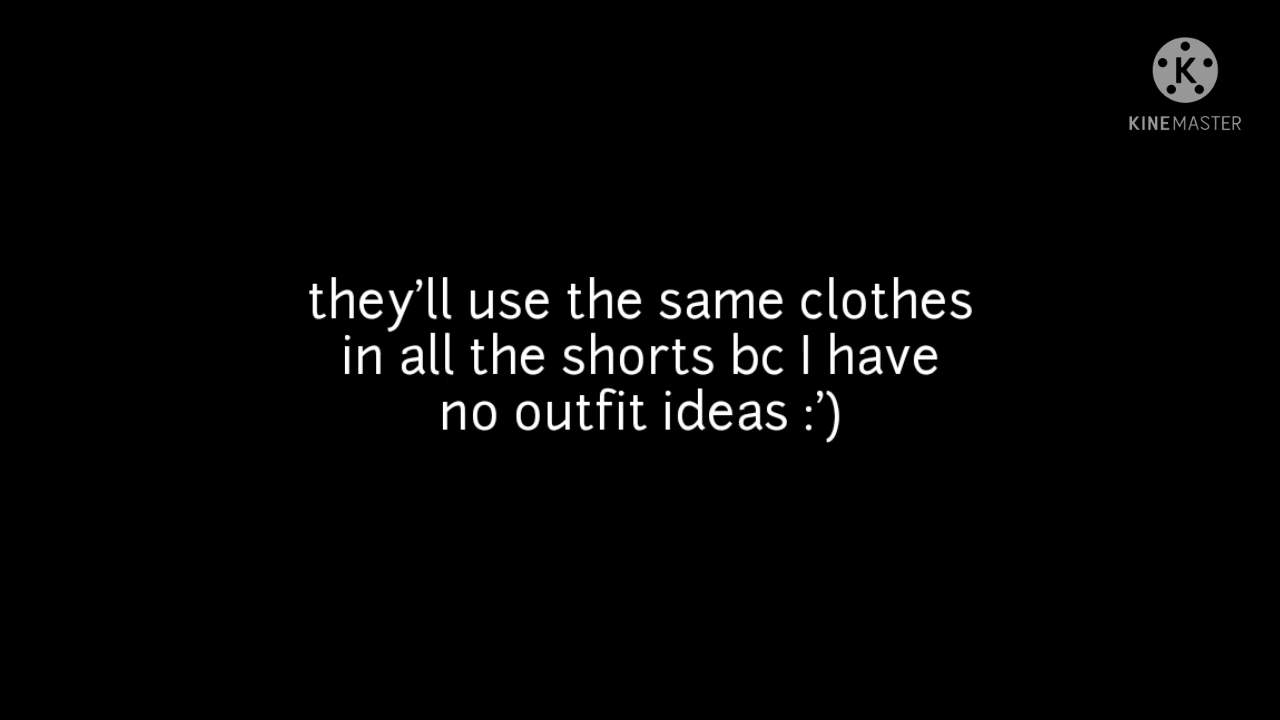 K
KINEMASTER
they’ll use the same clothes
in all the shorts bc I have
no outfit ideas :’)